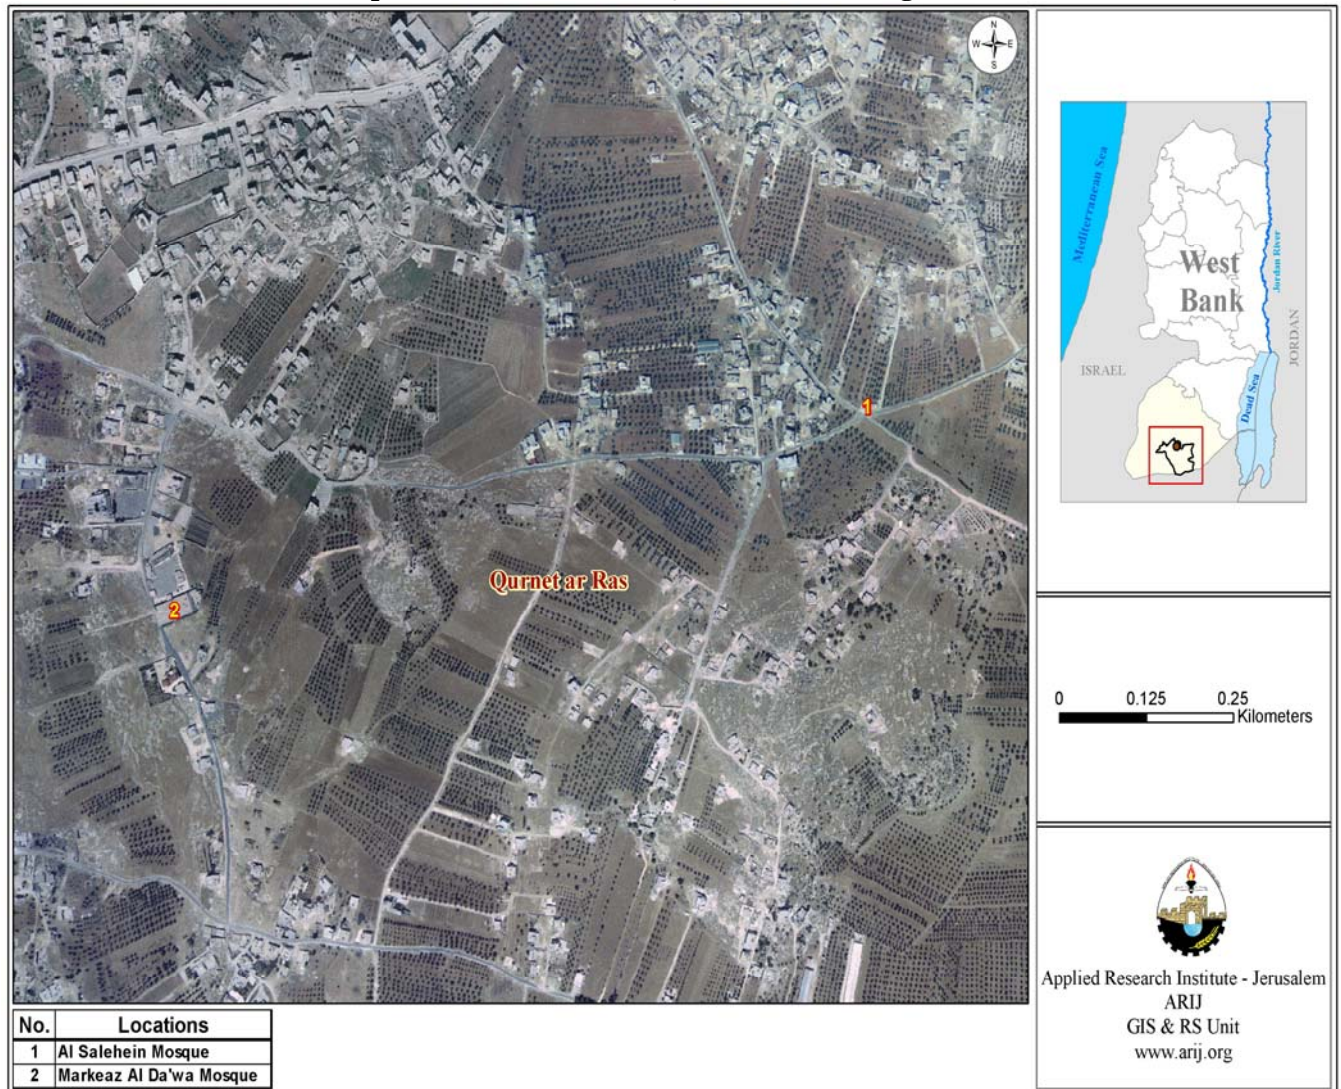 N
W E
S
1
2
Qurnet ar Ras
Mediterranean Sea
West
Bank
Jordan River
JORDAN
ISRAEL
Dead Sea
0 0.125 0.25
Kilometers
Applied Research Institute - Jerusalem
ARIJ
GIS & RS Unit
www.arij.org
No. Locations
1 Al Salehein Mosque
2 Markeaz Al Da'wa Mosque